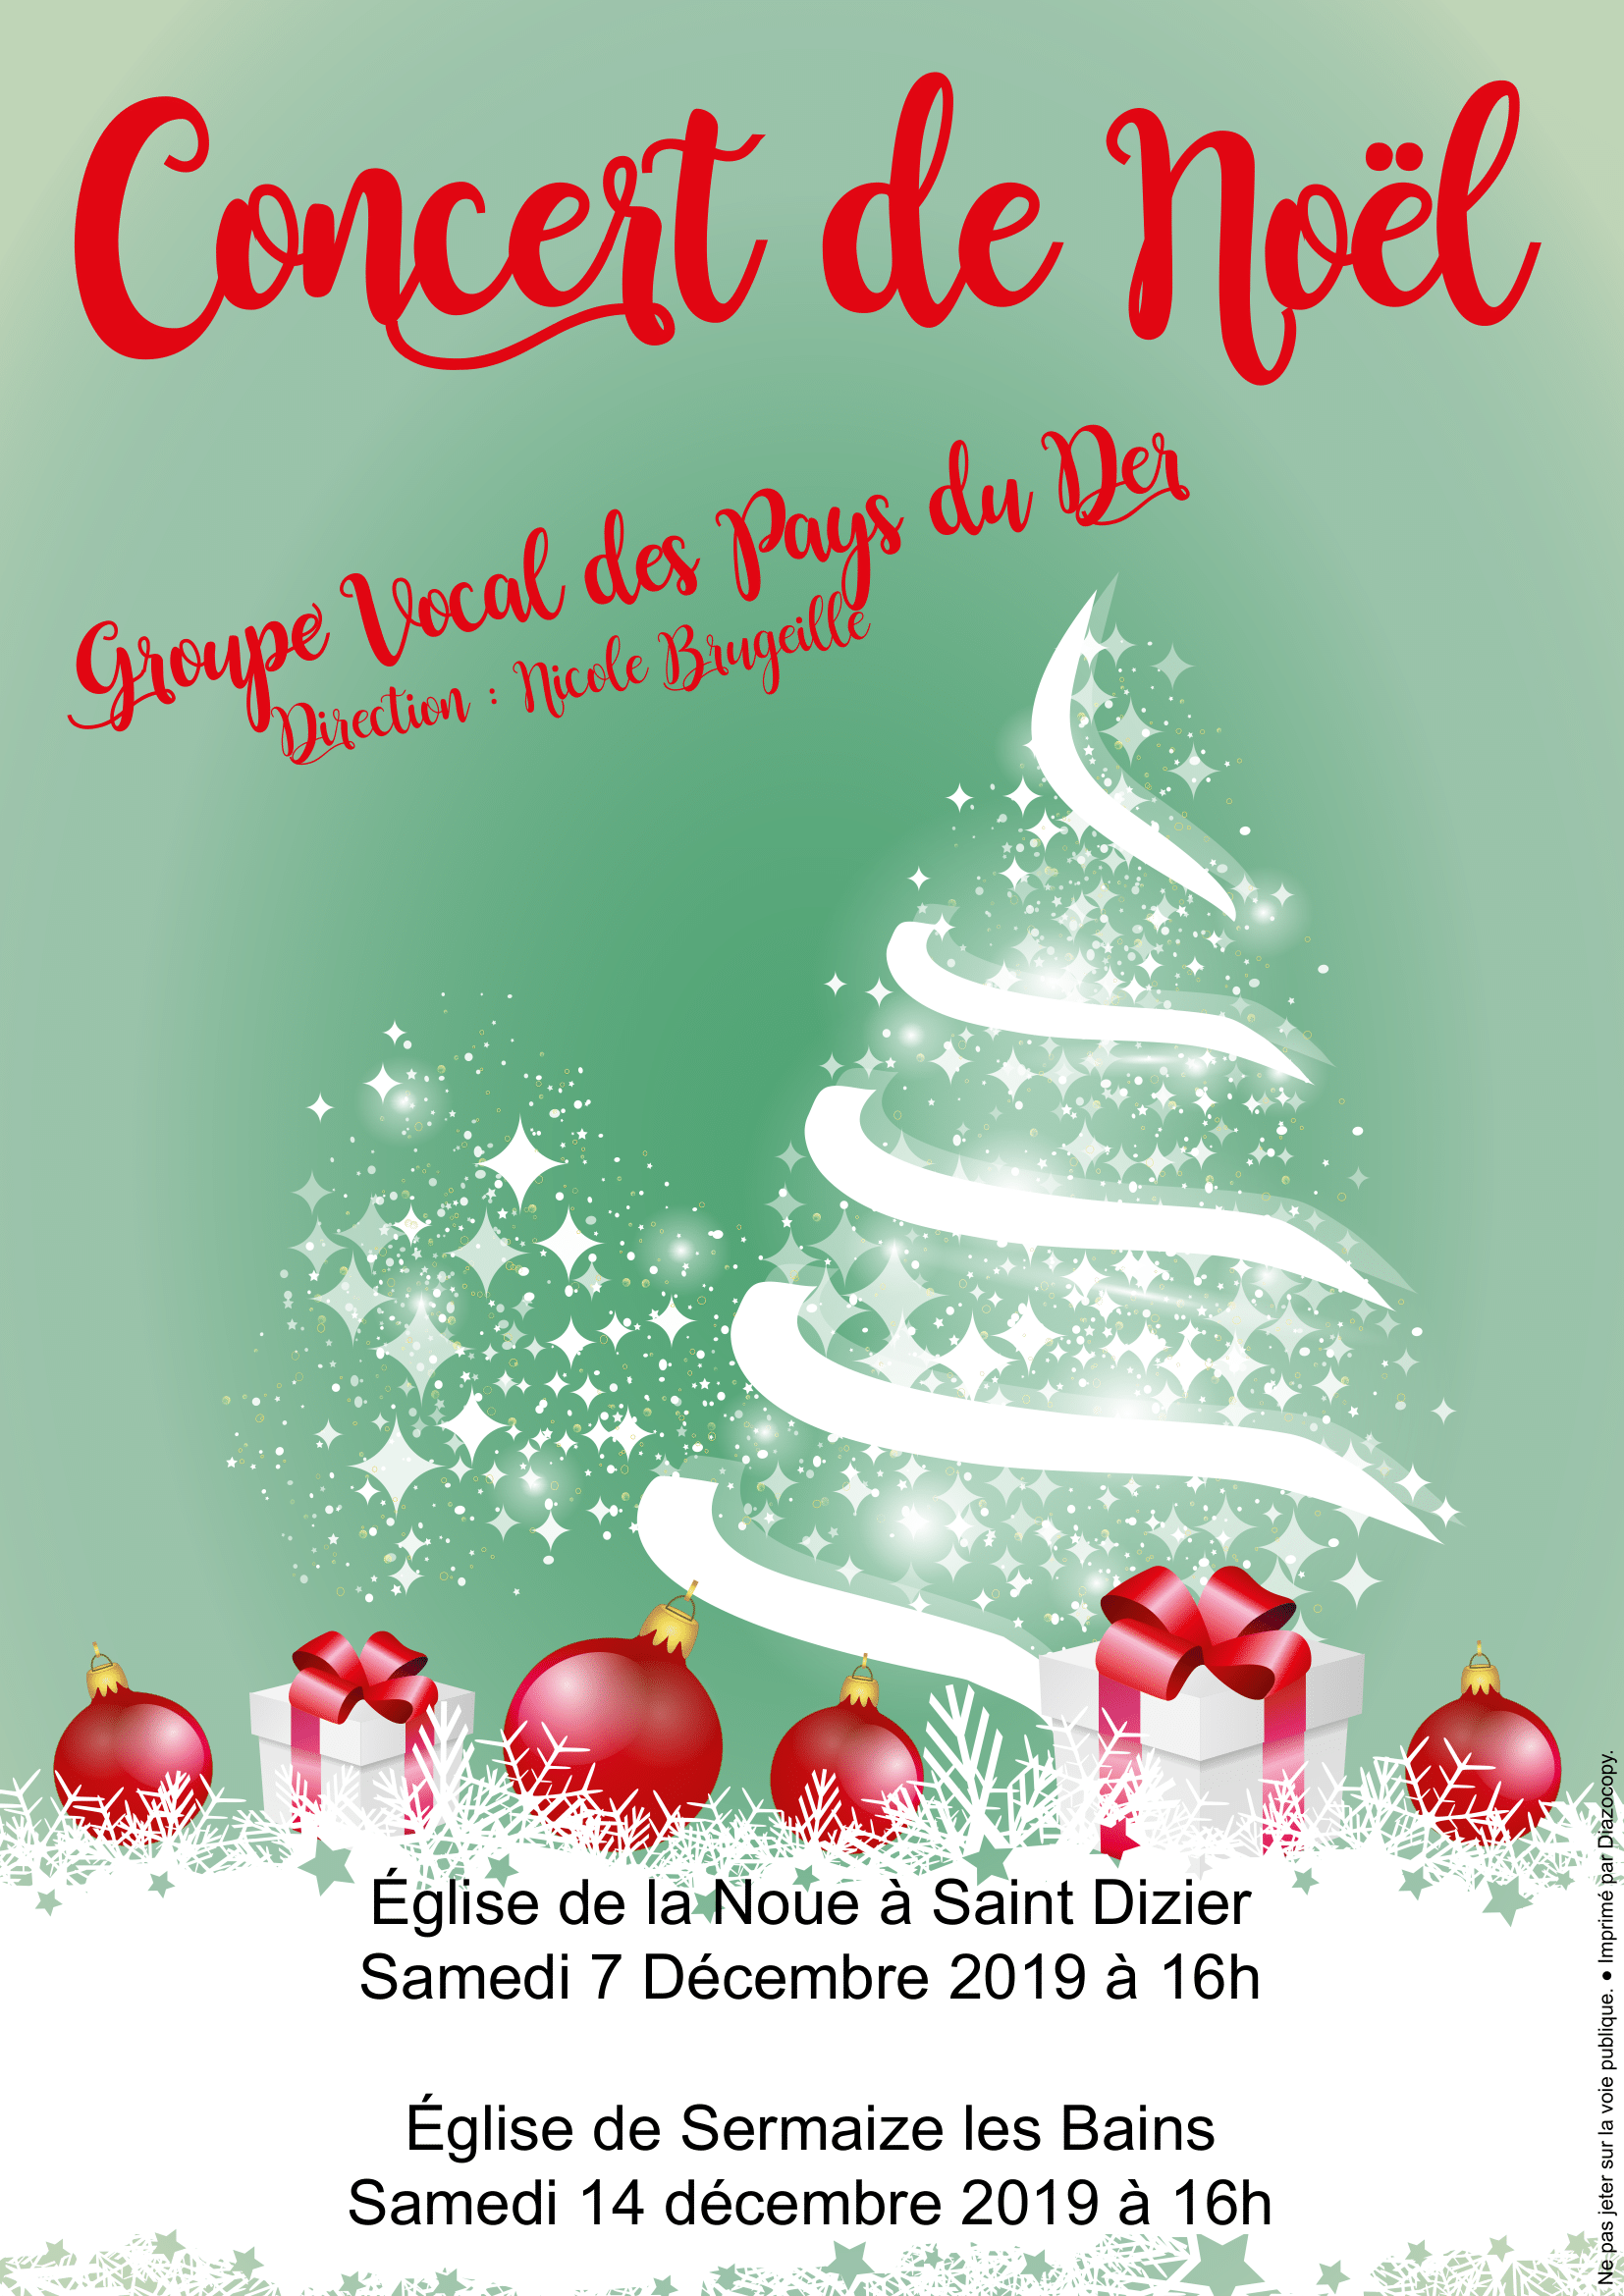 Concert de Noël
Groupe Vocal des Pays du Der
Direction : Nicole Brugeille
Église de la Noue à Saint Dizier
Samedi 7 Décembre 2019 à 16h
Église de Sermaize les Bains
Samedi 14 décembre 2019 à 16h
Ne pas jeter sur la voie publique. ● Imprimé par Diazocopy.